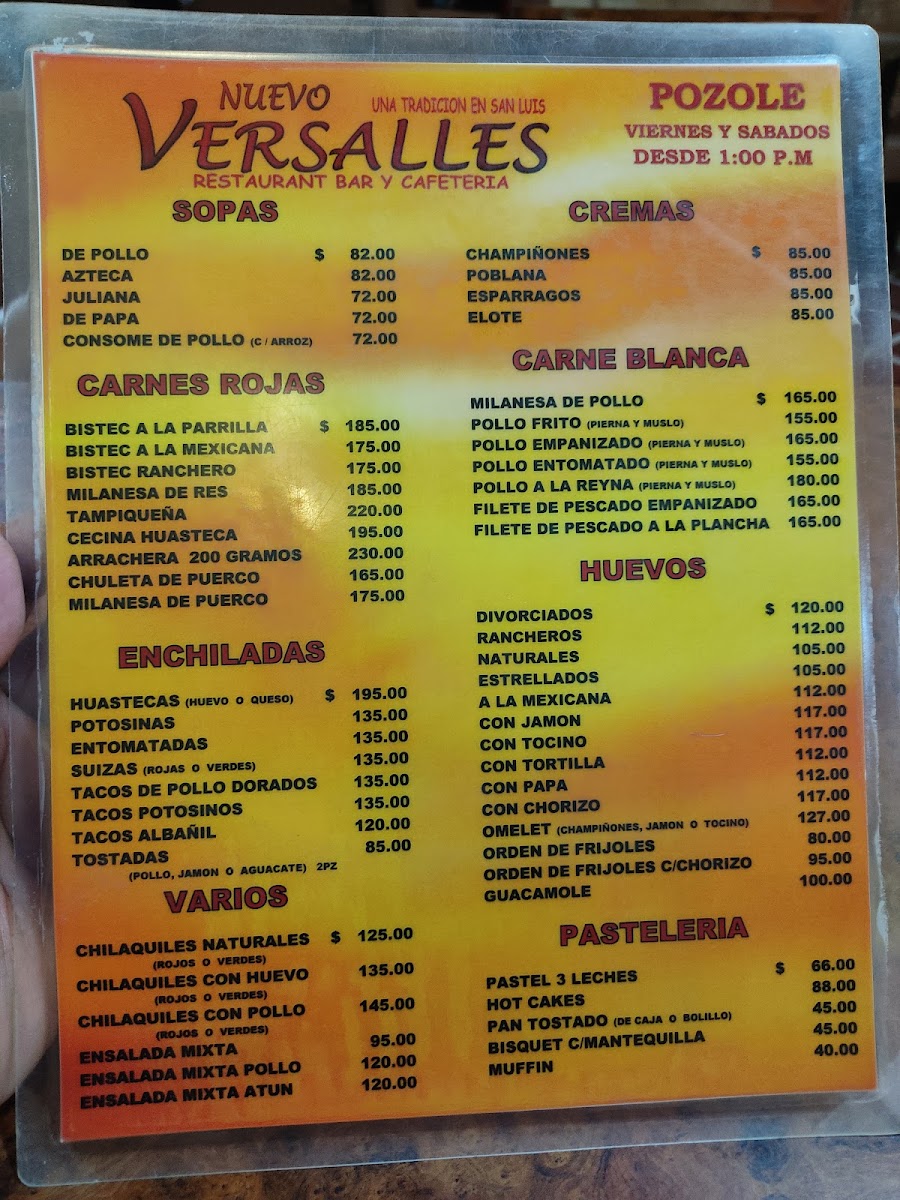 NUEVO
VERSALLES
UNA TRADICION EN SAN LUIS
RESTAURANT BAR Y CAFETERIA
POZOLE
VIERNES Y SABADOS
DESDE 1:00 P.M
SOPAS
DE POLLO $ 82.00
AZTECA 82.00
JULIANA 72.00
DE PAPA 72.00
CONSOME DE POLLO (C / ARROZ) 72.00
CARNES ROJAS
BISTEC A LA PARRILLA $ 185.00
BISTEC A LA MEXICANA 175.00
BISTEC RANCHERO 175.00
MILANESA DE RES 185.00
TAMPIQUEÑA 220.00
CECINA HUASTECA 195.00
ARRACHERA 200 GRAMOS 230.00
CHULETA DE PUERCO 165.00
MILANESA DE PUERCO 175.00
ENCHILADAS
HUASTECAS (HUEVO O QUESO) $ 195.00
POTOSINAS 135.00
ENTOMATADAS 135.00
SUIZAS (ROJAS O VERDES) 135.00
TACOS DE POLLO DORADOS 135.00
TACOS POTOSINOS 135.00
TACOS ALBAÑIL 120.00
TOSTADAS 85.00
(POLLO, JAMON O AGUACATE) 2PZ
VARIOS
CHILAQUILES NATURALES $ 125.00
(ROJOS O VERDES)
CHILAQUILES CON HUEVO 135.00
(ROJOS O VERDES)
CHILAQUILES CON POLLO 145.00
(ROJOS O VERDES)
ENSALADA MIXTA 95.00
ENSALADA MIXTA POLLO 120.00
ENSALADA MIXTA ATUN 120.00
CREMAS
CHAMPIÑONES $ 85.00
POBLANA 85.00
ESPARRAGOS 85.00
ELOTE 85.00
CARNE BLANCA
MILANESA DE POLLO $ 165.00
POLLO FRITO (PIERNA Y MUSLO) 155.00
POLLO EMPANIZADO (PIERNA Y MUSLO) 165.00
POLLO ENTOMATADO (PIERNA Y MUSLO) 155.00
POLLO A LA REYNA (PIERNA Y MUSLO) 180.00
FILETE DE PESCADO EMPANIZADO 165.00
FILETE DE PESCADO A LA PLANCHA 165.00
HUEVOS
DIVORCIADOS $ 120.00
RANCHEROS 112.00
NATURALES 105.00
ESTRELLADOS 105.00
A LA MEXICANA 112.00
CON JAMON 117.00
CON TOCINO 117.00
CON TORTILLA 112.00
CON PAPA 112.00
CON CHORIZO 117.00
OMELET (CHAMPIÑONES, JAMON O TOCINO) 127.00
ORDEN DE FRIJOLES 80.00
ORDEN DE FRIJOLES C/CHORIZO 95.00
GUACAMOLE 100.00
PASTELERIA
PASTEL 3 LECHES $ 66.00
HOT CAKES 88.00
PAN TOSTADO (DE CAJA O BOLILLO) 45.00
BISQUET C/MANTEQUILLA 45.00
MUFFIN 40.00